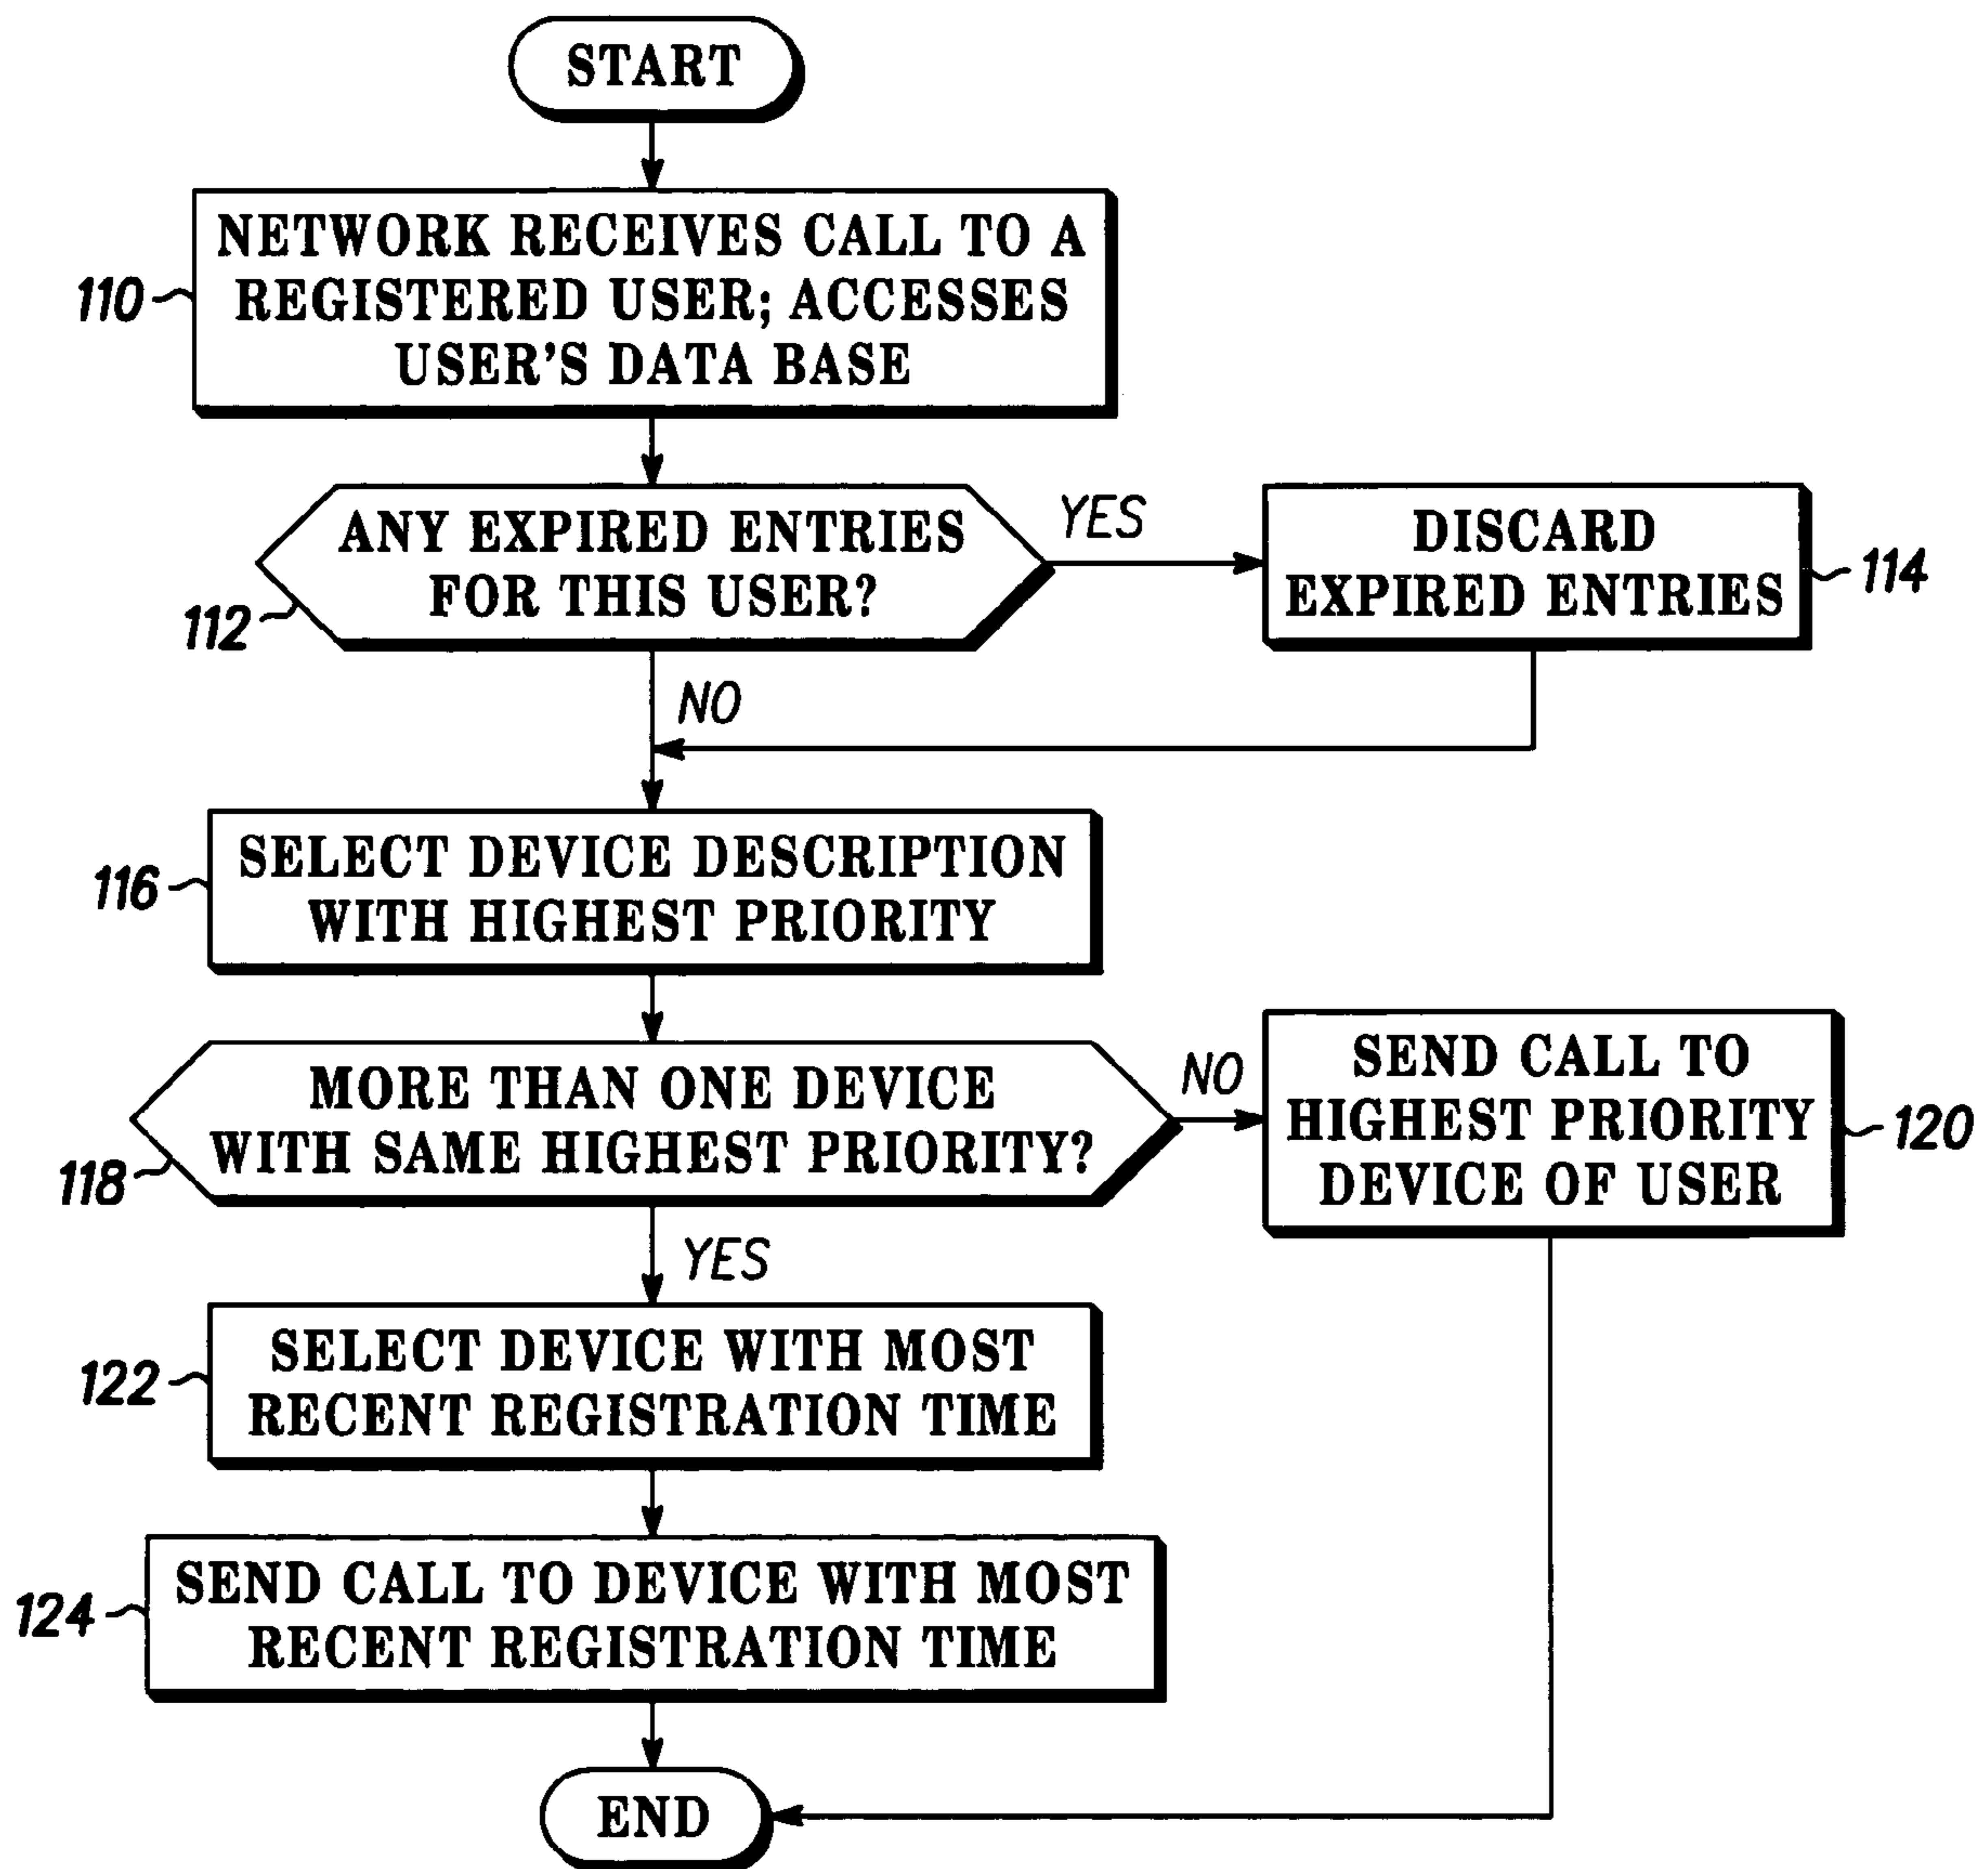 START
NETWORK RECEIVES CALL TO A
REGISTERED USER; ACCESSES
USER'S DATA BASE
110
ANY EXPIRED ENTRIES
FOR THIS USER?
112
YES
DISCARD
EXPIRED ENTRIES
114
NO
SELECT DEVICE DESCRIPTION
WITH HIGHEST PRIORITY
116
MORE THAN ONE DEVICE
WITH SAME HIGHEST PRIORITY?
118
NO
SEND CALL TO
HIGHEST PRIORITY
DEVICE OF USER
120
YES
SELECT DEVICE WITH MOST
RECENT REGISTRATION TIME
122
SEND CALL TO DEVICE WITH MOST
RECENT REGISTRATION TIME
124
END